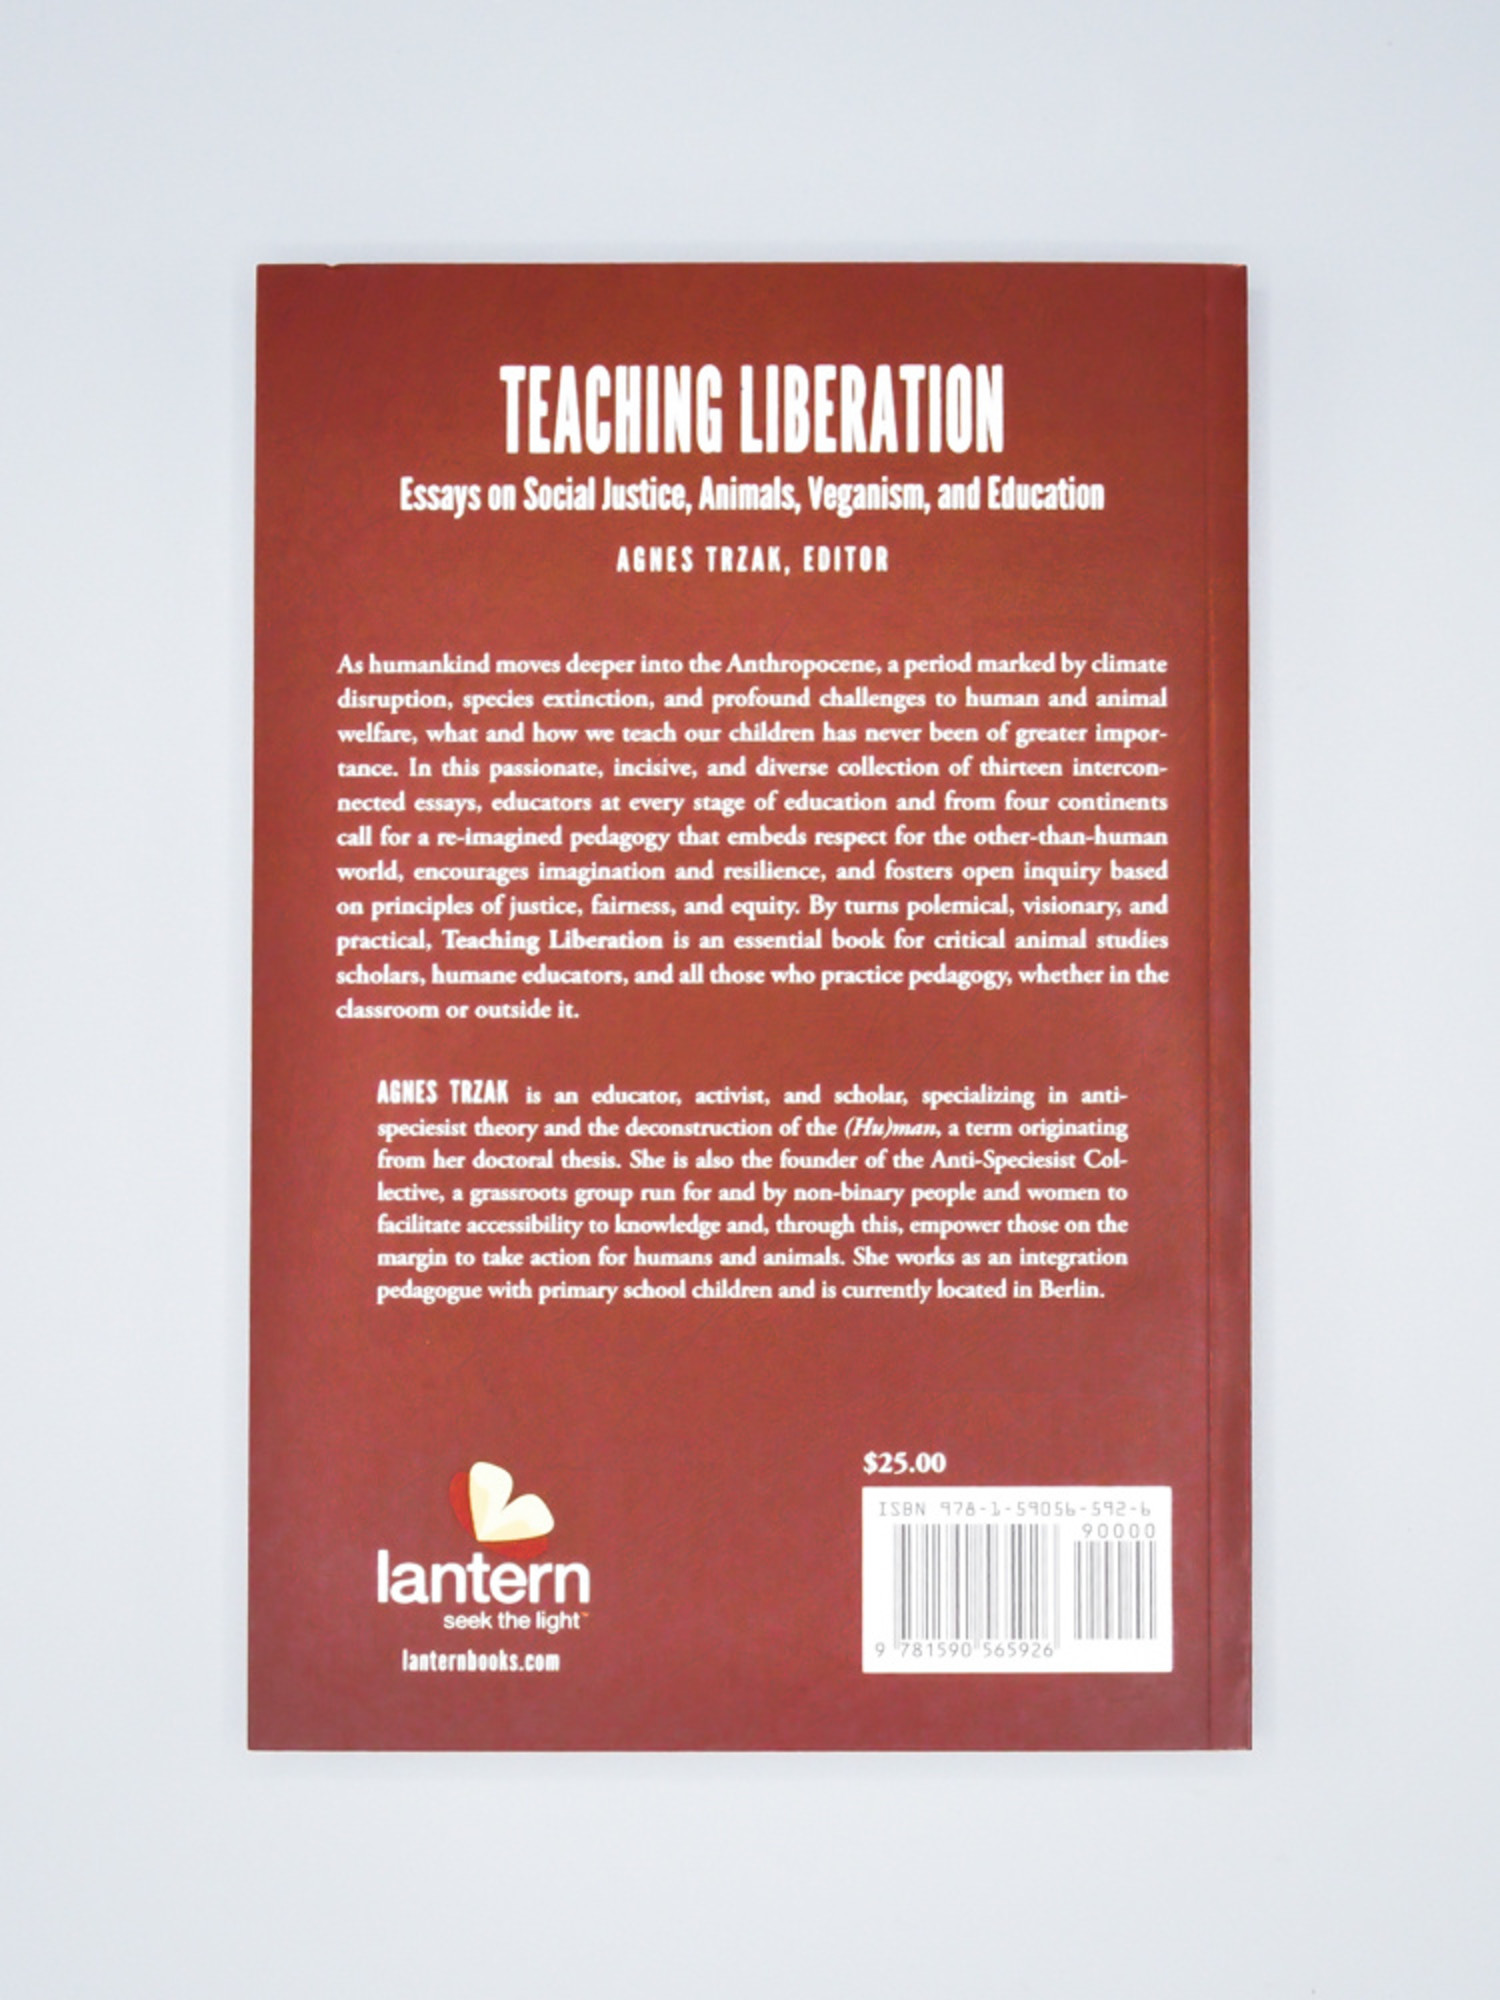 TEACHING LIBERATION
Essays on Social Justice, Animals, Veganism, and Education
AGNES TRZAK, EDITOR
As humankind moves deeper into the Anthropocene, a period marked by climate
disruption, species extinction, and profound challenges to human and animal
welfare, what and how we teach our children has never been of greater impor-
tance. In this passionate, incisive, and diverse collection of thirteen intercon-
nected essays, educators at every stage of education and from four continents
call for a re-imagined pedagogy that embeds respect for the other-than-human
world, encourages imagination and resilience, and fosters open inquiry based
on principles of justice, fairness, and equity. By turns polemical, visionary, and
practical, Teaching Liberation is an essential book for critical animal studies
scholars, humane educators, and all those who practice pedagogy, whether in the
classroom or outside it.
AGNES TRZAK is an educator, activist, and scholar, specializing in anti-
speciesist theory and the deconstruction of the (Hu)man, a term originating
from her doctoral thesis. She is also the founder of the Anti-Speciesist Col-
lective, a grassroots group run for and by non-binary people and women to
facilitate accessibility to knowledge and, through this, empower those on the
margin to take action for humans and animals. She works as an integration
pedagogue with primary school children and is currently located in Berlin.
lantern
seek the light™
lanternbooks.com
$25.00
ISBN 978-1-59056-592-6
90000
9 781590 565926